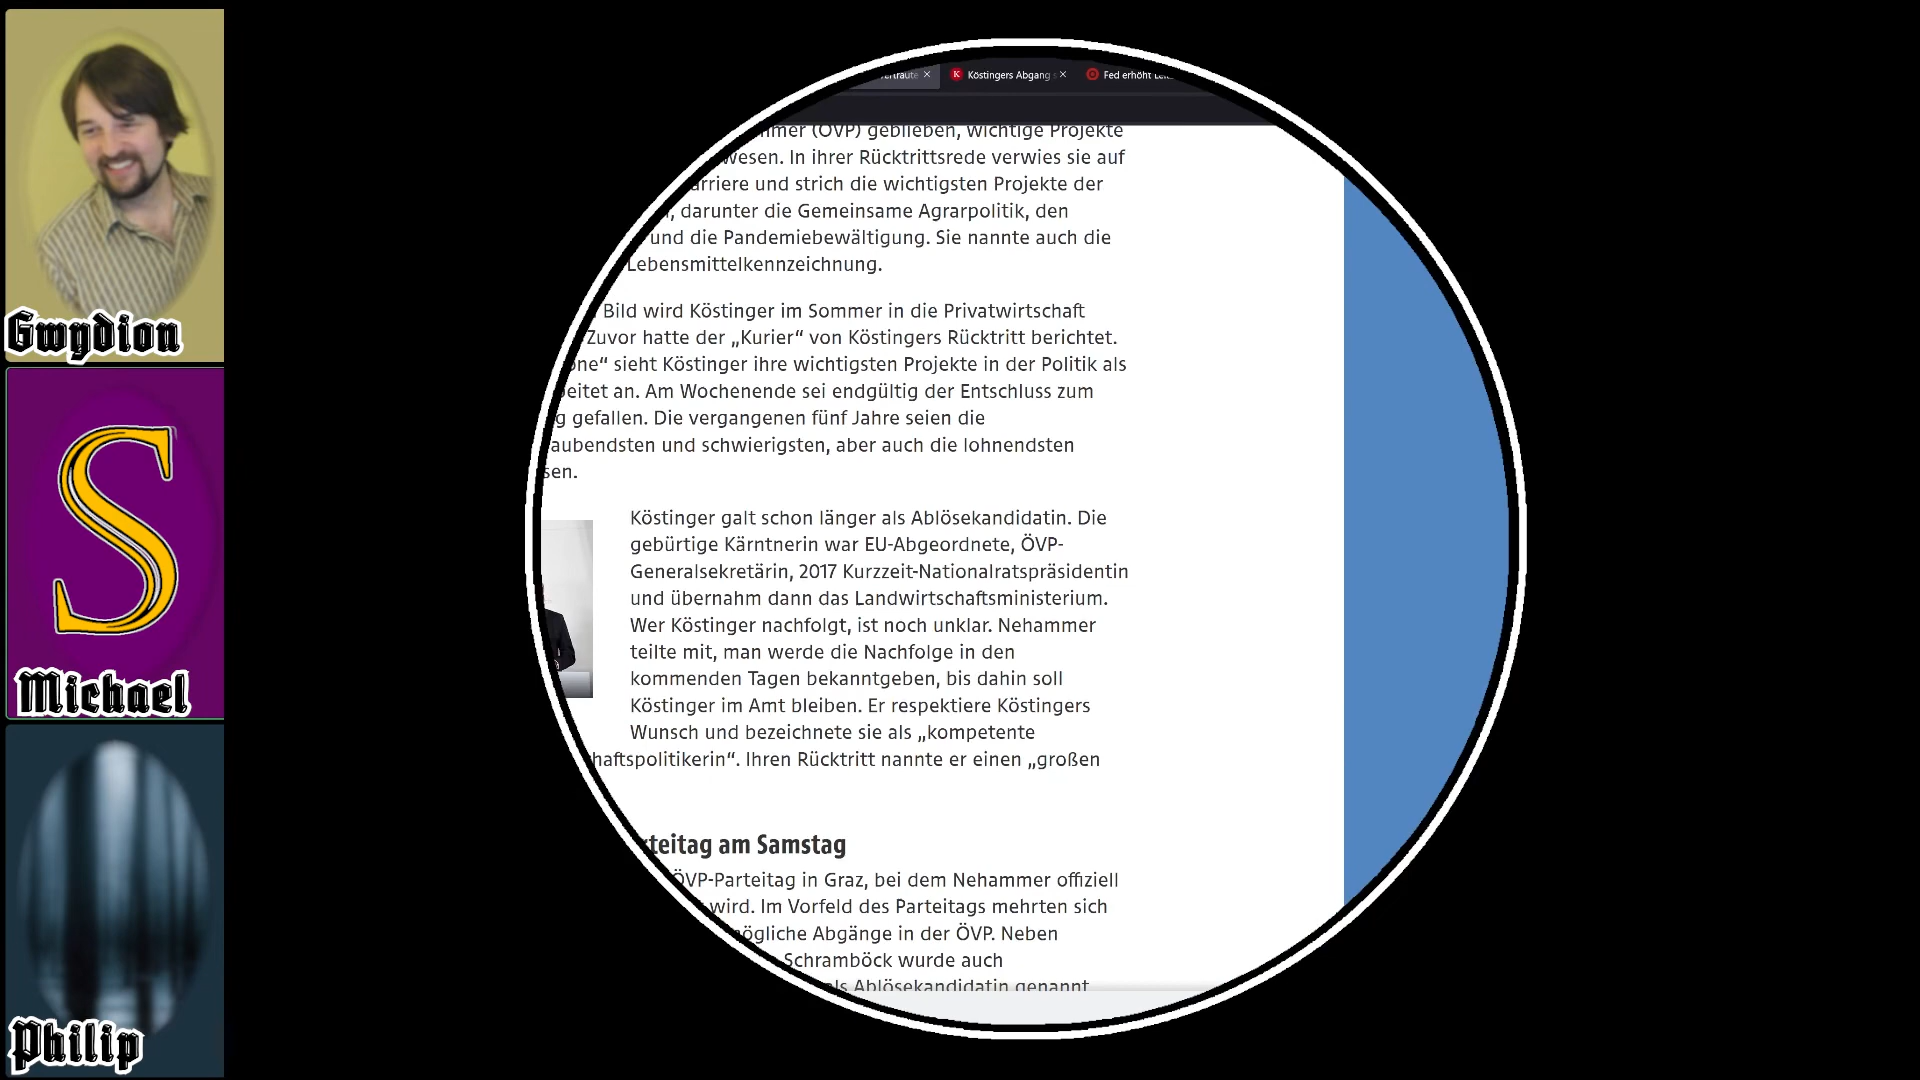 Gwydion
S
Michael
Philip
Köstingers Abgang
Fed erhöht
(ÖVP) geblieben, wichtige Projekte
In ihrer Rücktrittsrede verwies sie auf
und strich die wichtigsten Projekte der
darunter die Gemeinsame Agrarpolitik, den
und die Pandemiebewältigung. Sie nannte auch die
Lebensmittelkennzeichnung.
Bild wird Köstinger im Sommer in die Privatwirtschaft
Zuvor hatte der „Kurier“ von Köstingers Rücktritt berichtet.
sieht Köstinger ihre wichtigsten Projekte in der Politik als
an. Am Wochenende sei endgültig der Entschluss zum
gefallen. Die vergangenen fünf Jahre seien die
und schwierigsten, aber auch die lohnendsten
Köstinger galt schon länger als Ablösekandidatin. Die
gebürtige Kärntnerin war EU-Abgeordnete, ÖVP-
Generalsekretärin, 2017 Kurzzeit-Nationalratspräsidentin
und übernahm dann das Landwirtschaftsministerium.
Wer Köstinger nachfolgt, ist noch unklar. Nehammer
teilte mit, man werde die Nachfolge in den
kommenden Tagen bekanntgeben, bis dahin soll
Köstinger im Amt bleiben. Er respektiere Köstingers
Wunsch und bezeichnete sie als „kompetente
haftspolitikerin“. Ihren Rücktritt nannte er einen „großen
teitag am Samstag
ÖVP-Parteitag in Graz, bei dem Nehammer offiziell
wird. Im Vorfeld des Parteitags mehrten sich
mögliche Abgänge in der ÖVP. Neben
Schramböck wurde auch
als Ablösekandidatin genannt